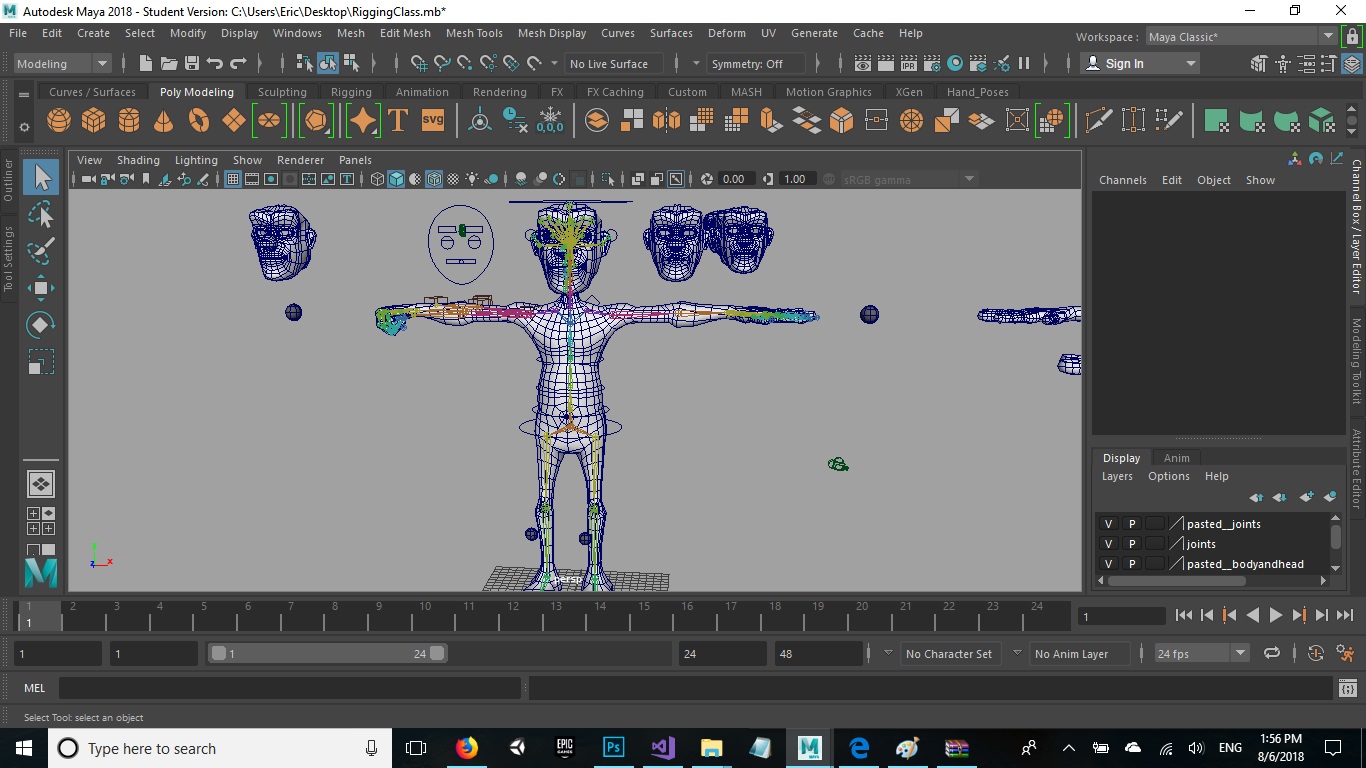 Autodesk Maya 2018 - Student Version: C:\Users\Eric\Desktop\RiggingClass.mb*
File Edit Create Select Modify Display Windows Mesh Edit Mesh Mesh Tools Mesh Display Curves Surfaces Deform UV Generate Cache Help
Workspace : Maya Classic*
Modeling No Live Surface Symmetry: Off IPR Sign In
Curves / Surfaces Poly Modeling Sculpting Rigging Animation Rendering FX FX Caching Custom MASH Motion Graphics XGen Hand_Poses
T SVG 0,0,0
View Shading Lighting Show Renderer Panels
0.00 1.00 sRGB gamma
Outliner
Tool Settings
persp
y
x
z
Channels Edit Object Show
Channel Box / Layer Editor
Modeling Toolkit
Attribute Editor
Display Anim
Layers Options Help
V P pasted__joints
V P joints
V P pasted__bodyandhead
1 2 3 4 5 6 7 8 9 10 11 12 13 14 15 16 17 18 19 20 21 22 23 24
1
1
1 1 1 24 24 48 No Character Set No Anim Layer 24 fps
MEL
Select Tool: select an object
Type here to search
EPIC GAMES
Ps
M
ENG
1:56 PM
8/6/2018